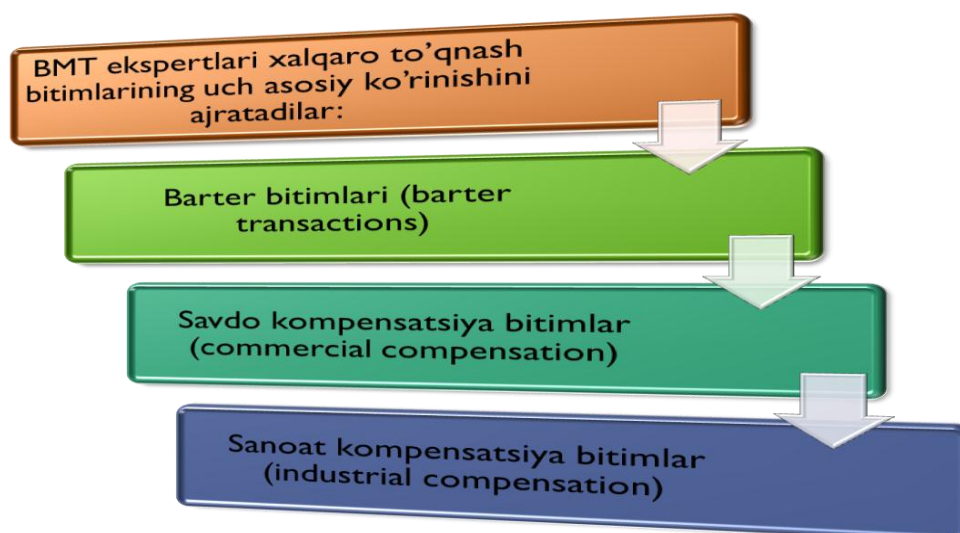 BMT ekspertlari xalqaro to’qnash
bitimlarining uch asosiy ko’rinishini
ajratadilar:
Barter bitimlari (barter
transactions)
Savdo kompensatsiya bitimlar
(commercial compensation)
Sanoat kompensatsiya bitimlar
(industrial compensation)